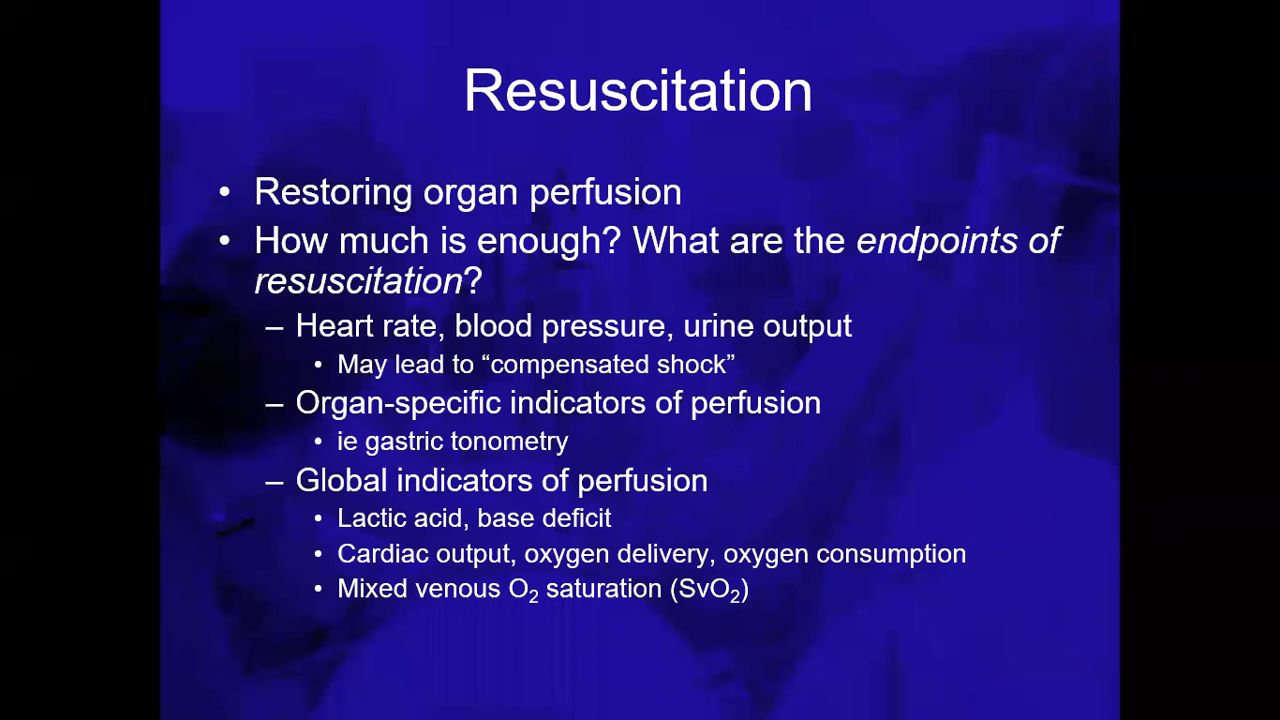 Resuscitation
• Restoring organ perfusion
• How much is enough? What are the endpoints of
resuscitation?
– Heart rate, blood pressure, urine output
• May lead to “compensated shock”
– Organ-specific indicators of perfusion
• ie gastric tonometry
– Global indicators of perfusion
• Lactic acid, base deficit
• Cardiac output, oxygen delivery, oxygen consumption
• Mixed venous O₂ saturation (SvO₂)